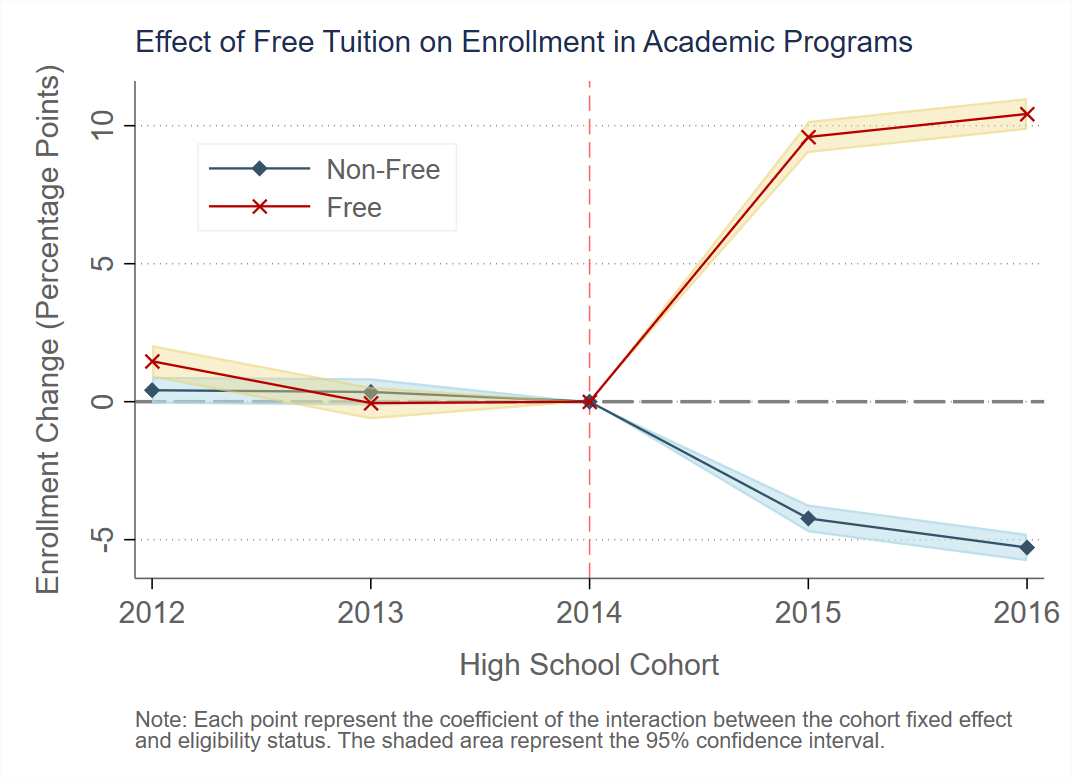 Effect of Free Tuition on Enrollment in Academic Programs
Enrollment Change (Percentage Points)
10
5
0
-5
Non-Free
Free
2012 2013 2014 2015 2016
High School Cohort
Note: Each point represent the coefficient of the interaction between the cohort fixed effect
and eligibility status. The shaded area represent the 95% confidence interval.